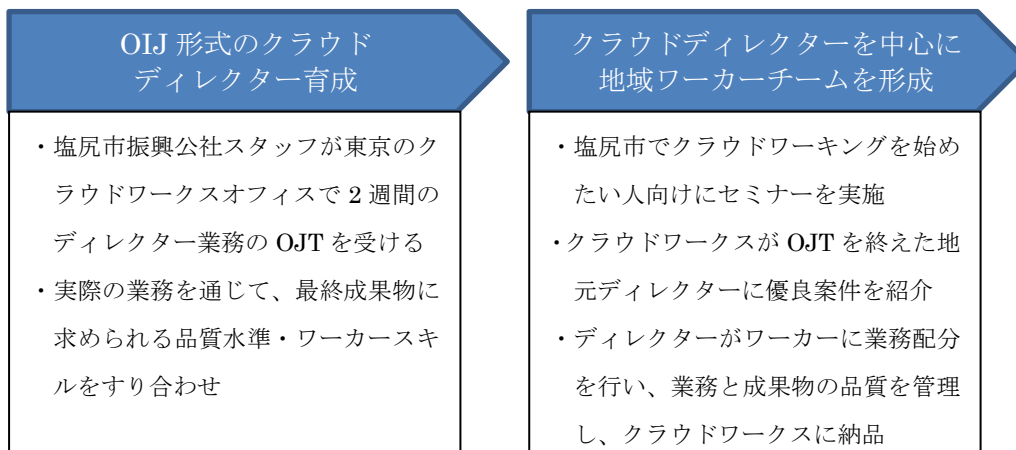 OIJ 形式のクラウド
ディレクター育成
・塩尻市振興公社スタッフが東京のク
ラウドワークスオフィスで 2 週間の
ディレクター業務の OJT を受ける
・実際の業務を通じて、最終成果物に
求められる品質水準・ワーカースキ
ルをすり合わせ
クラウドディレクターを中心に
地域ワーカーチームを形成
・塩尻市でクラウドワーキングを始め
たい人向けにセミナーを実施
・クラウドワークスが OJT を終えた地
元ディレクターに優良案件を紹介
・ディレクターがワーカーに業務配分
を行い、業務と成果物の品質を管理
し、クラウドワークスに納品